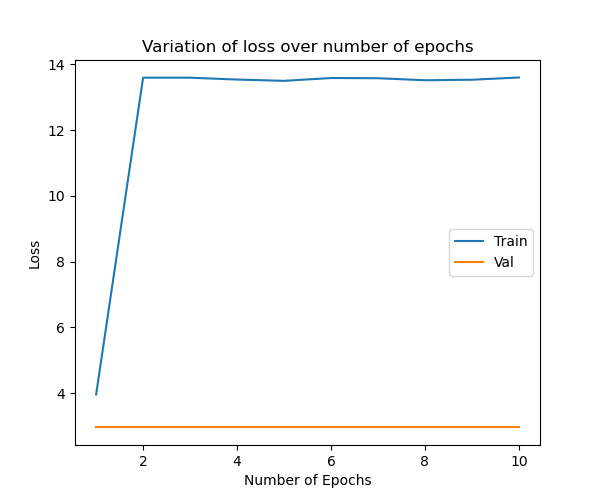 Variation of loss over number of epochs
14
12
10
8
6
4
Loss
Train
Val
2
4
6
8
10
Number of Epochs